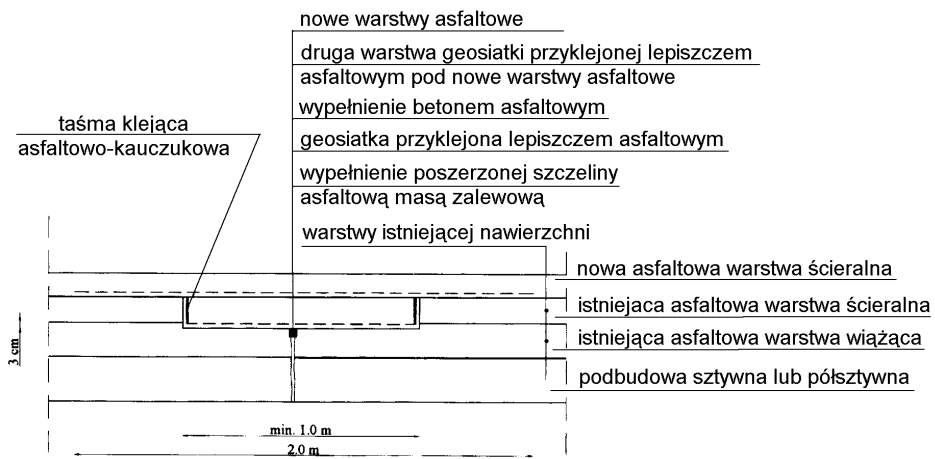 nowe warstwy asfaltowe
druga warstwa geosiatki przyklejonej lepiszczem
asfaltowym pod nowe warstwy asfaltowe
wypełnienie betonem asfaltowym
taśma klejąca
asfaltowo-kauczukowa
geosiatka przyklejona lepiszczem asfaltowym
wypełnienie poszerzonej szczeliny
asfaltową masą zalewową
warstwy istniejącej nawierzchni
nowa asfaltowa warstwa ścieralna
istniejaca asfaltowa warstwa ścieralna
istniejąca asfaltowa warstwa wiążąca
podbudowa sztywna lub półsztywna
3 cm
min. 1.0 m
2.0 m